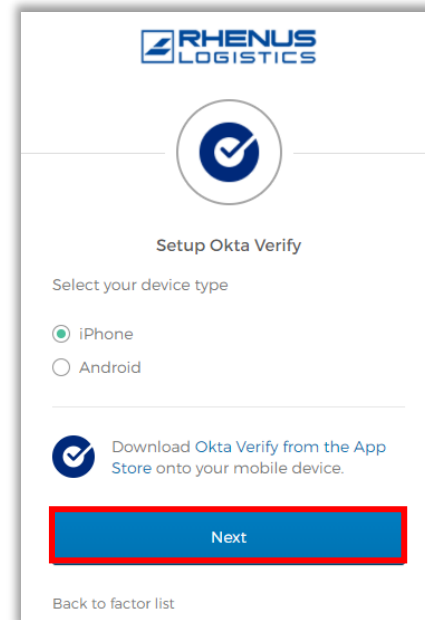 RHENUS
LOGISTICS
Setup Okta Verify
Select your device type
iPhone
Android
Download Okta Verify from the App
Store onto your mobile device.
Next
Back to factor list